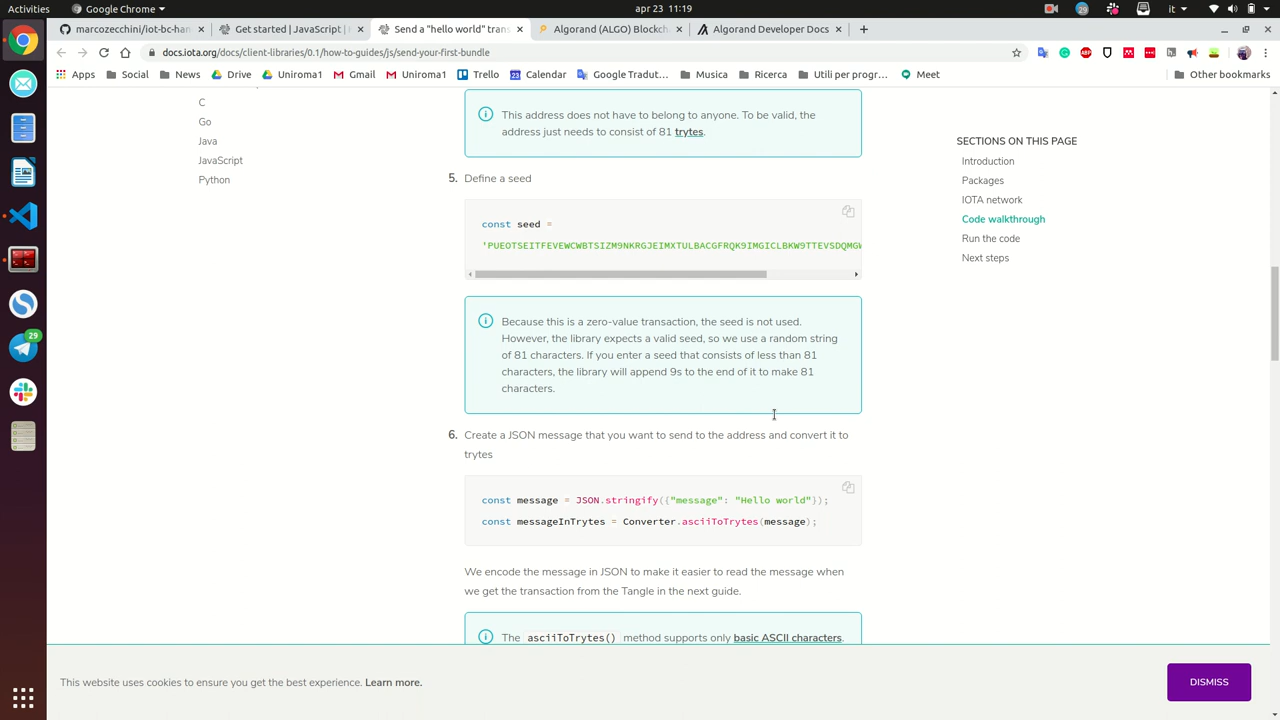 Activities
Google Chrome
apr 23 11:19
it
marcozecchini/iot-bc-han
Get started | JavaScript |
Send a "hello world" trans
Algorand (ALGO) Blockch
Algorand Developer Docs
docs.iota.org/docs/client-libraries/0.1/how-to-guides/js/send-your-first-bundle
Apps
Social
News
Drive
Uniroma1
Gmail
Uniroma1
Trello
Calendar
Google Tradut...
Musica
Ricerca
Utili per progr...
Meet
Other bookmarks
C
Go
Java
JavaScript
Python
This address does not have to belong to anyone. To be valid, the
address just needs to consist of 81 trytes.
5. Define a seed
const seed =
'PUEOTSEITFEVEWCWBTSIZM9NKRGJEIMXTULBACGFRQK9IMGICLBKW9TTEVSDQMGW
Because this is a zero-value transaction, the seed is not used.
However, the library expects a valid seed, so we use a random string
of 81 characters. If you enter a seed that consists of less than 81
characters, the library will append 9s to the end of it to make 81
characters.
6. Create a JSON message that you want to send to the address and convert it to
trytes
const message = JSON.stringify({"message": "Hello world"});
const messageInTrytes = Converter.asciiToTrytes(message);
We encode the message in JSON to make it easier to read the message when
we get the transaction from the Tangle in the next guide.
The asciiToTrytes() method supports only basic ASCII characters.
SECTIONS ON THIS PAGE
Introduction
Packages
IOTA network
Code walkthrough
Run the code
Next steps
This website uses cookies to ensure you get the best experience. Learn more.
DISMISS
29